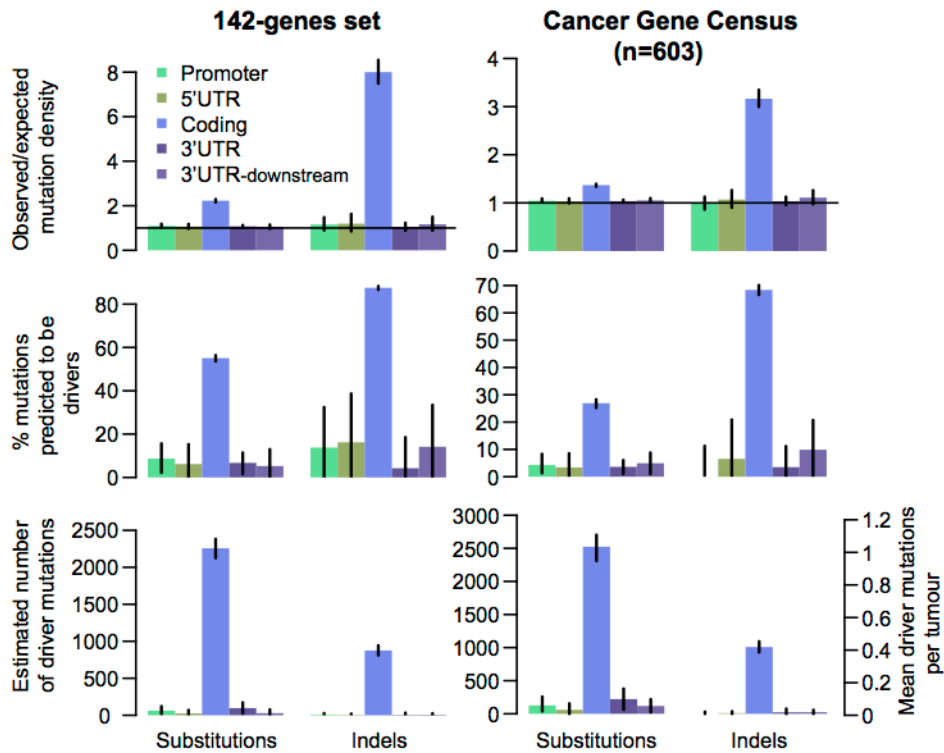 142-genes set
Cancer Gene Census
(n=603)
Observed/expected
mutation density
8
6
4
2
0
Promoter
5'UTR
Coding
3'UTR
3'UTR-downstream
4
3
2
1
0
% mutations
predicted to be
drivers
80
60
40
20
0
70
60
50
40
30
20
10
0
Estimated number
of driver mutations
2500
2000
1500
1000
500
0
3000
2500
2000
1500
1000
500
0
1.2
1
0.8
0.6
0.4
0.2
0
Mean driver mutations
per tumour
Substitutions
Indels
Substitutions
Indels